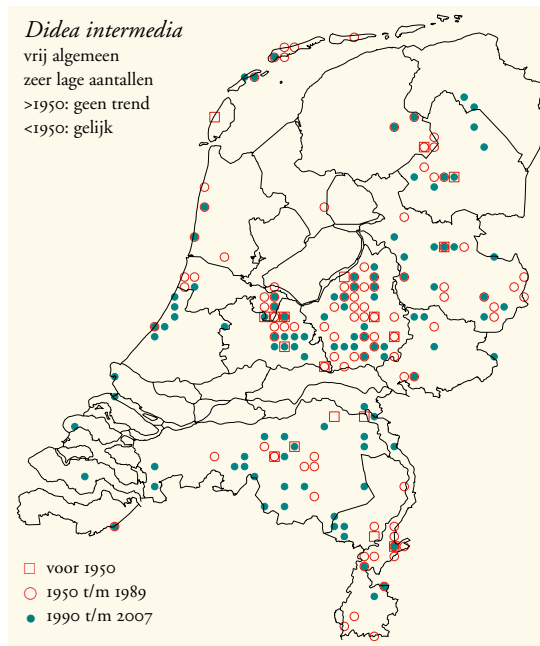 Didea intermedia
vrij algemeen
zeer lage aantallen
>1950: geen trend
<1950: gelijk
voor 1950
1950 t/m 1989
1990 t/m 2007